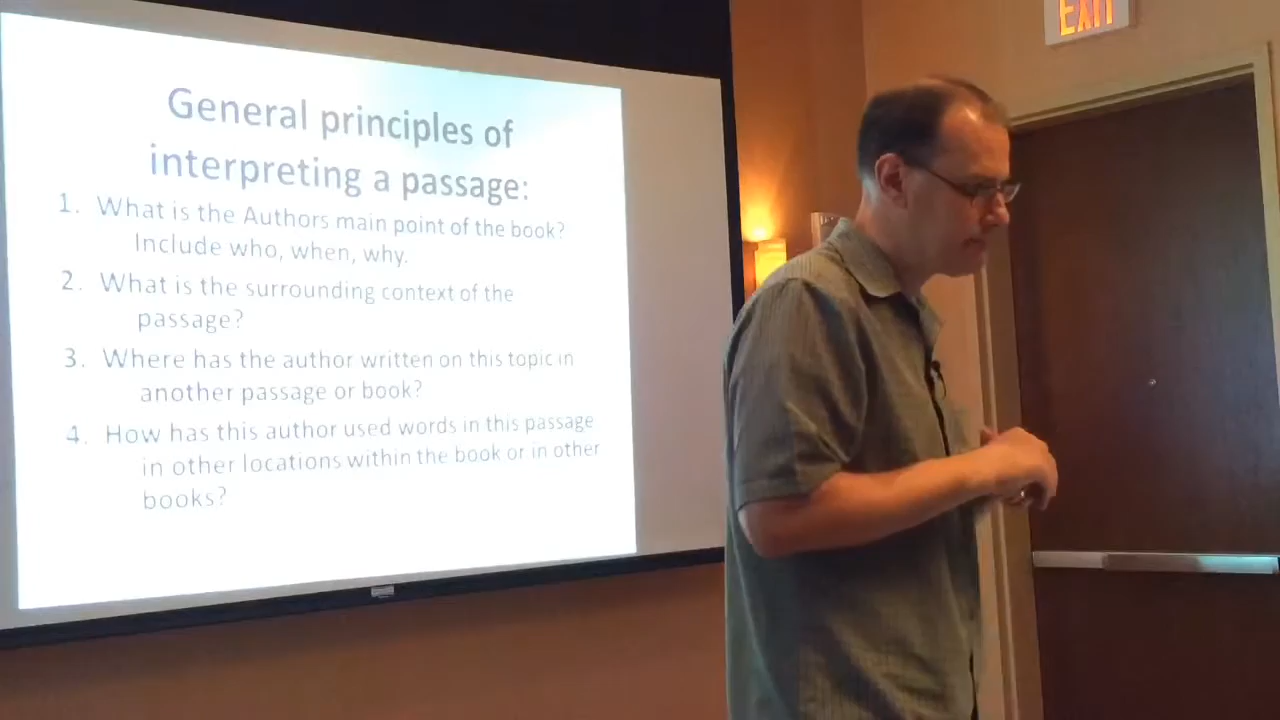 EXIT
General principles of
interpreting a passage:
1. What is the Authors main point of the book?
Include who, when, why.
2. What is the surrounding context of the
passage?
3. Where has the author written on this topic in
another passage or book?
4. How has this author used words in this passage
in other locations within the book or in other
books?